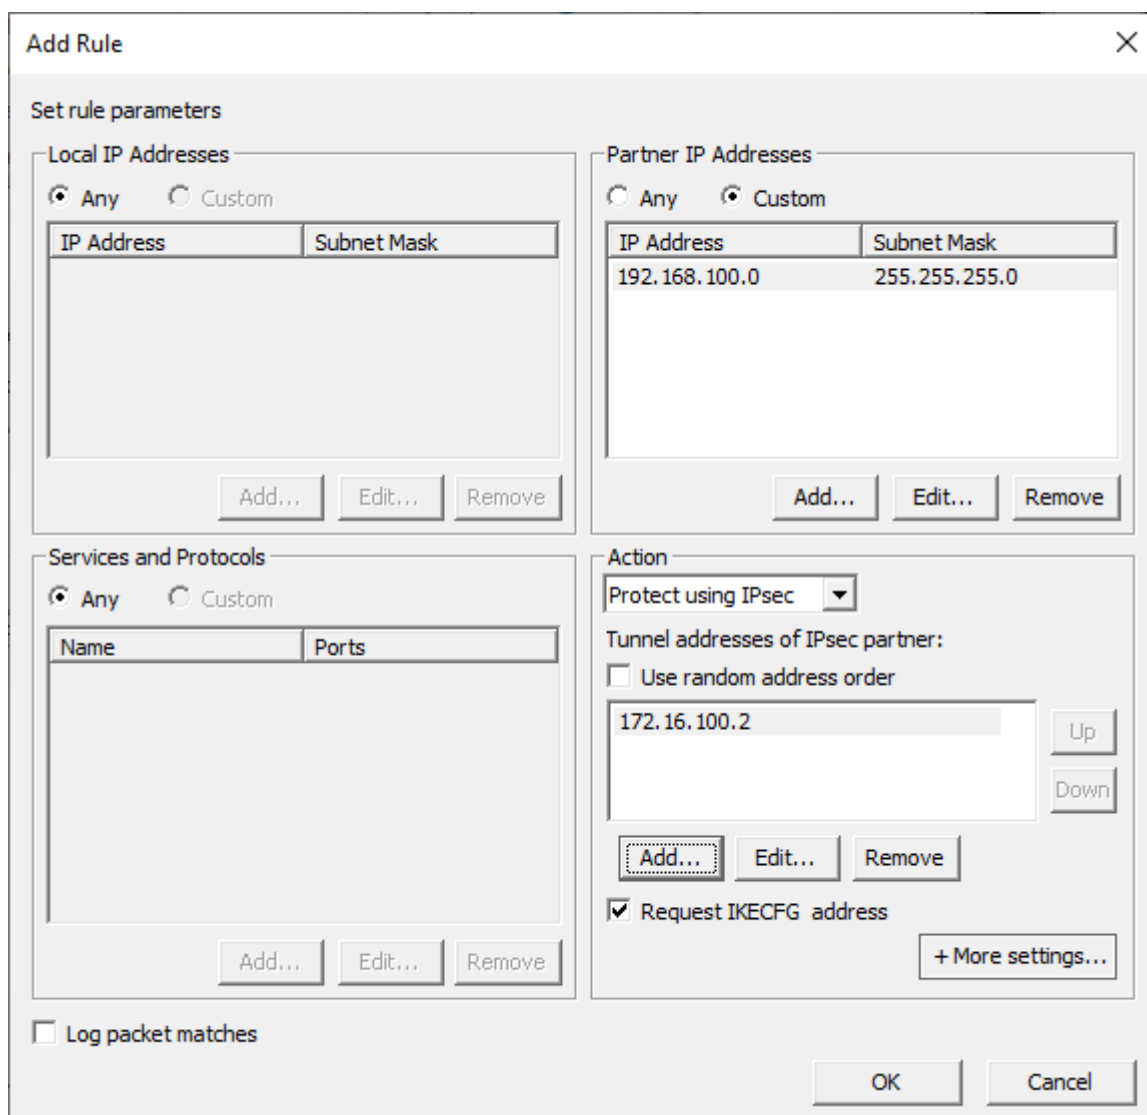 Add Rule
Set rule parameters
Local IP Addresses
Any Custom
IP Address Subnet Mask
Add... Edit... Remove
Partner IP Addresses
Any Custom
IP Address Subnet Mask
192.168.100.0 255.255.255.0
Add... Edit... Remove
Services and Protocols
Any Custom
Name Ports
Add... Edit... Remove
Action
Protect using IPsec
Tunnel addresses of IPsec partner:
Use random address order
172.16.100.2
Up
Down
Add... Edit... Remove
Request IKECFG address
+ More settings...
Log packet matches
OK Cancel